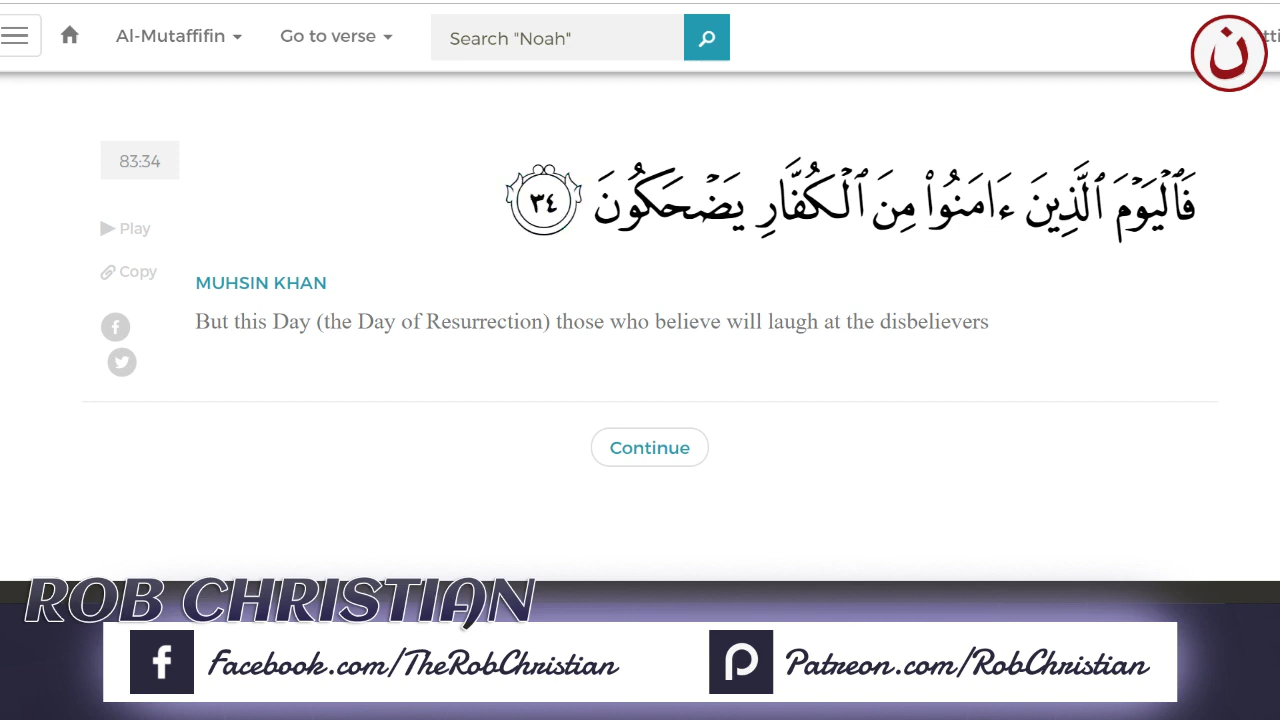 Al-Mutaffifin
Go to verse
Search "Noah"
ن
83:34
فَٱلْيَوْمَ ٱلَّذِينَ ءَامَنُوا۟ مِنَ ٱلْكُفَّارِ يَضْحَكُونَ ٣٤
Play
Copy
MUHSIN KHAN
But this Day (the Day of Resurrection) those who believe will laugh at the disbelievers
Continue
ROB CHRISTIAN
Facebook.com/TheRobChristian
Patreon.com/RobChristian